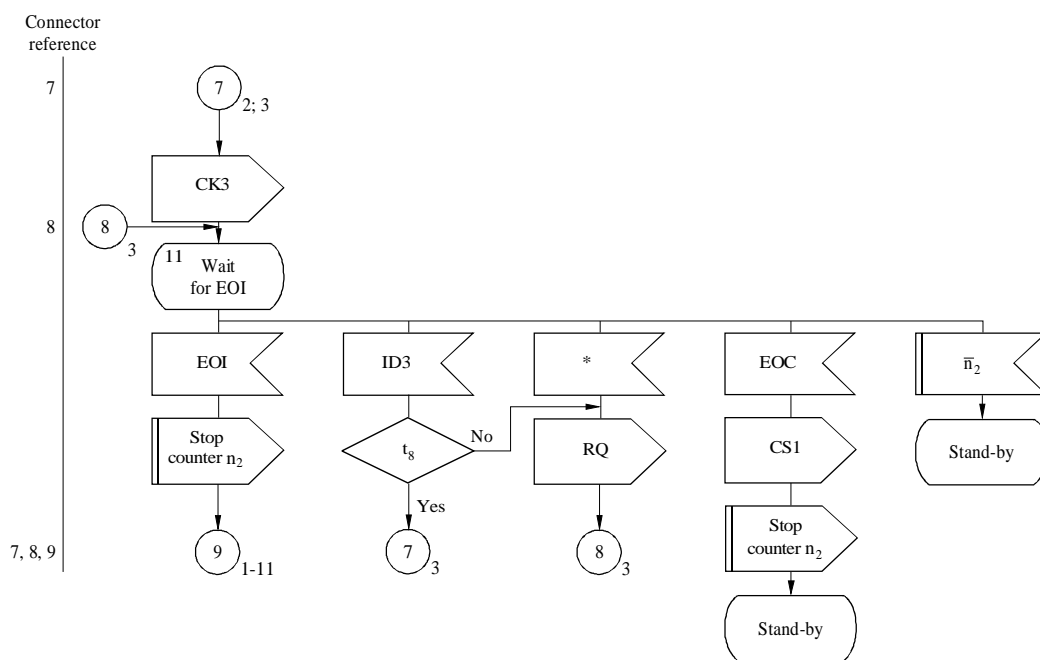 Connector
reference
7
7
2; 3
CK3
8
8
3
11
Wait
for EOI
EOI
ID3
*
EOC
n̅₂
Stop
counter n₂
t₈
No
RQ
CS1
Stand-by
Yes
7, 8, 9
9
1-11
7
3
8
3
Stop
counter n₂
Stand-by